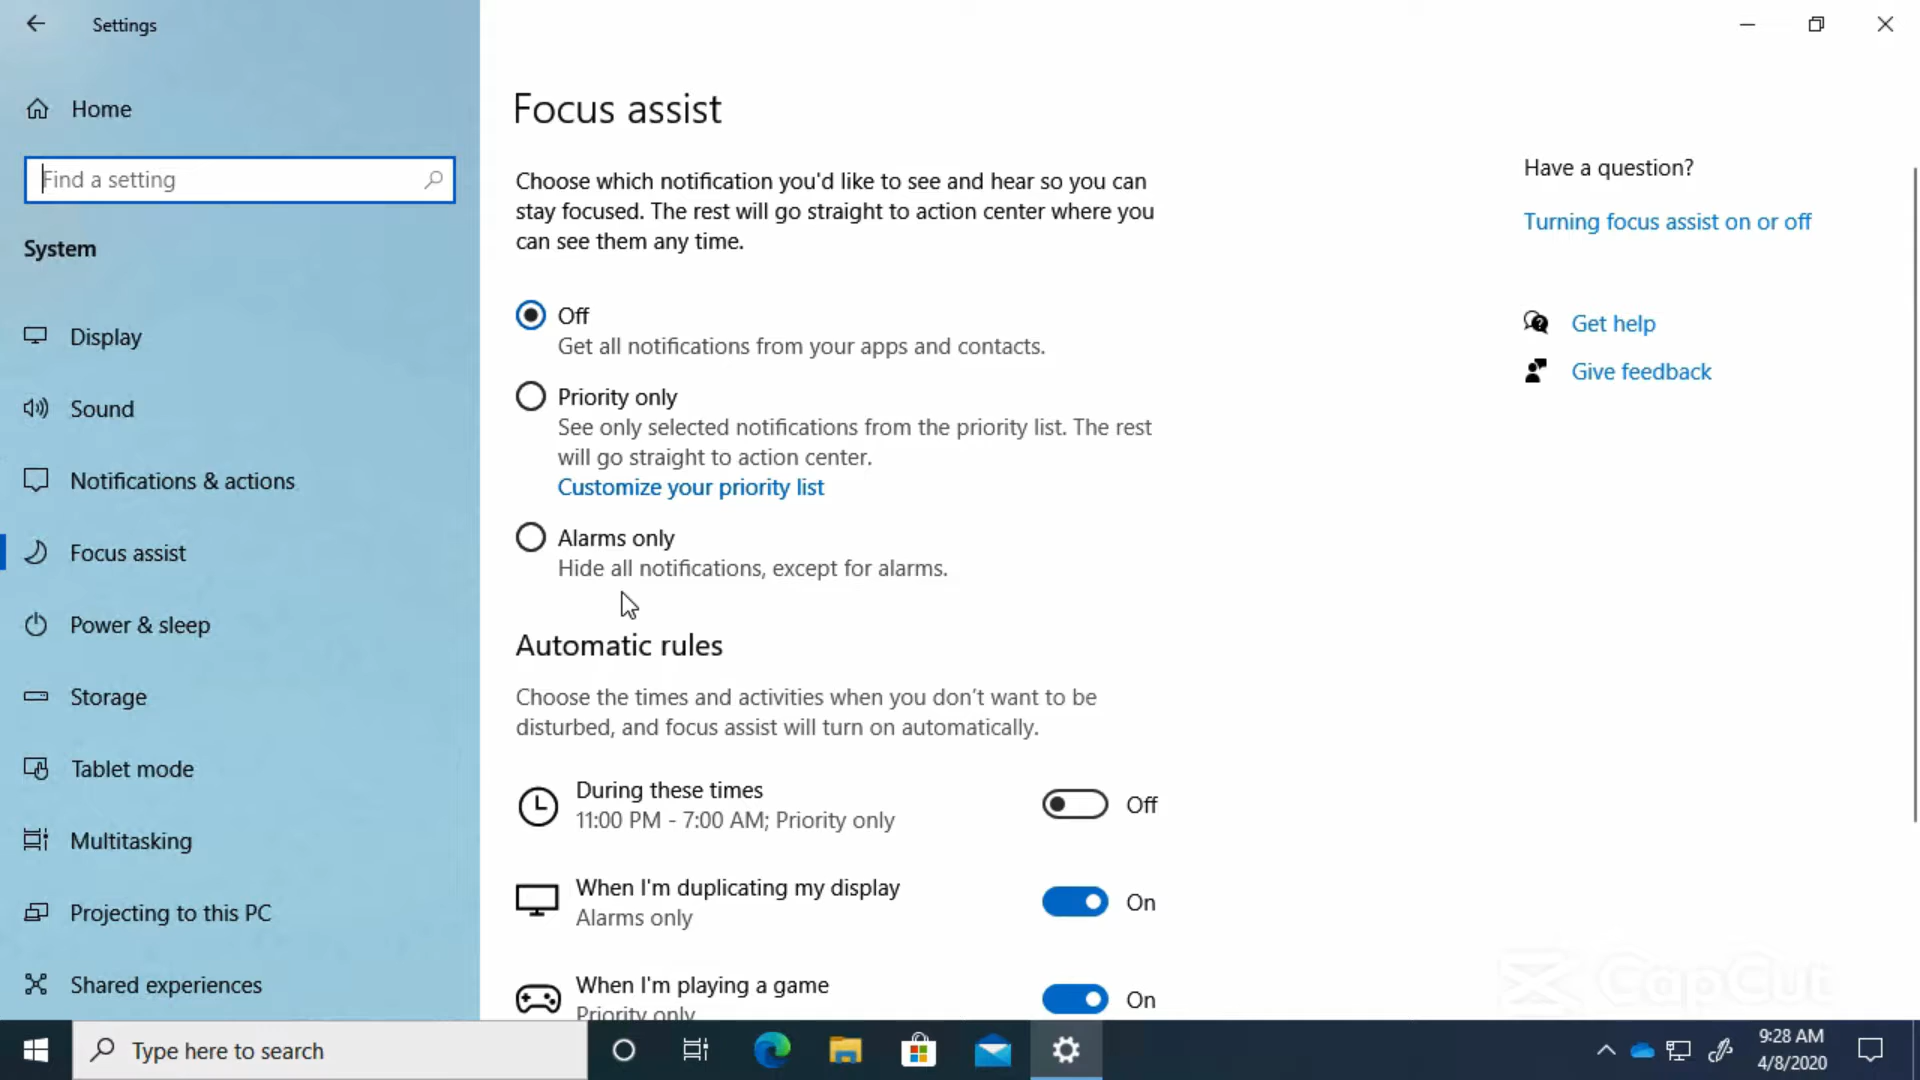 Settings
Home
Find a setting
System
Display
Sound
Notifications & actions
Focus assist
Power & sleep
Storage
Tablet mode
Multitasking
Projecting to this PC
Shared experiences
Focus assist
Choose which notification you'd like to see and hear so you can
stay focused. The rest will go straight to action center where you
can see them any time.
Off
Get all notifications from your apps and contacts.
Priority only
See only selected notifications from the priority list. The rest
will go straight to action center.
Customize your priority list
Alarms only
Hide all notifications, except for alarms.
Automatic rules
Choose the times and activities when you don't want to be
disturbed, and focus assist will turn on automatically.
During these times
11:00 PM - 7:00 AM; Priority only
Off
When I'm duplicating my display
Alarms only
On
When I'm playing a game
Priority only
On
Have a question?
Turning focus assist on or off
Get help
Give feedback
CapCut
Type here to search
9:28 AM
4/8/2020